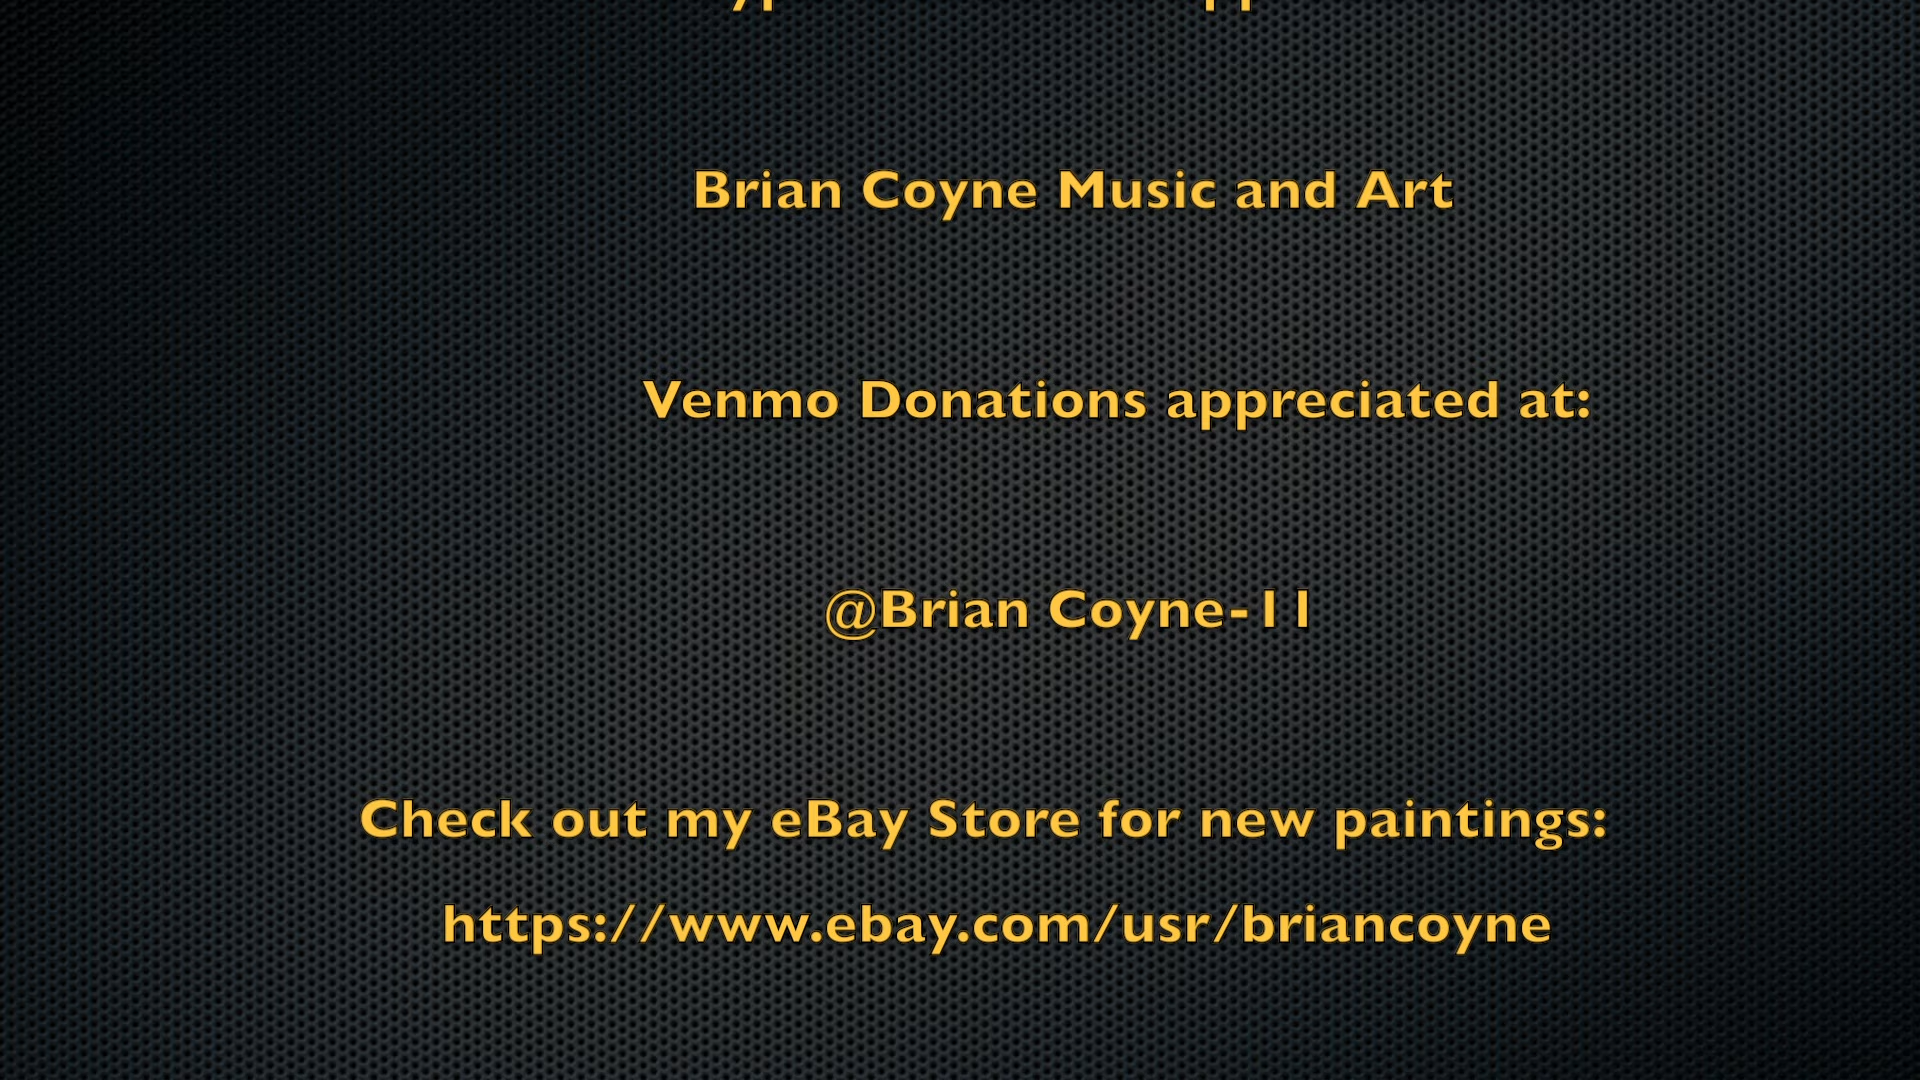 Brian Coyne Music and Art
Venmo Donations appreciated at:
@Brian Coyne-11
Check out my eBay Store for new paintings:
https://www.ebay.com/usr/briancoyne